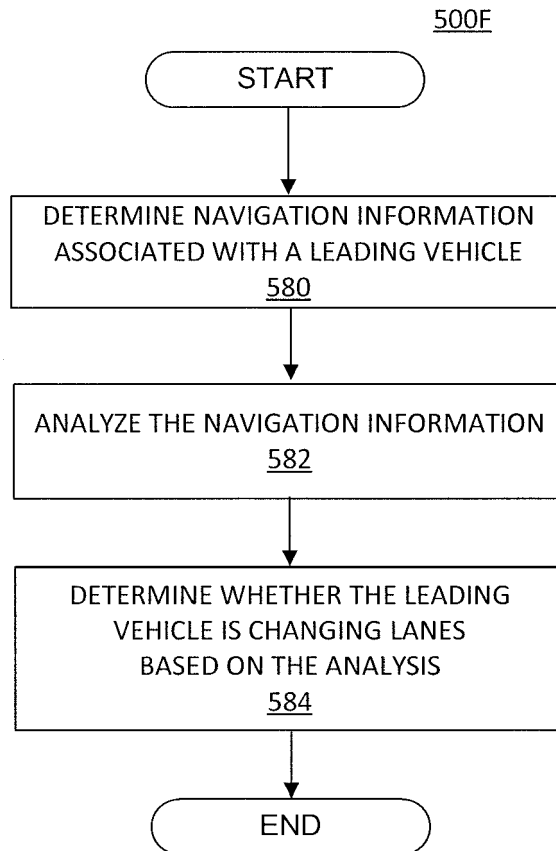 500F
START
DETERMINE NAVIGATION INFORMATION
ASSOCIATED WITH A LEADING VEHICLE
580
ANALYZE THE NAVIGATION INFORMATION
582
DETERMINE WHETHER THE LEADING
VEHICLE IS CHANGING LANES
BASED ON THE ANALYSIS
584
END